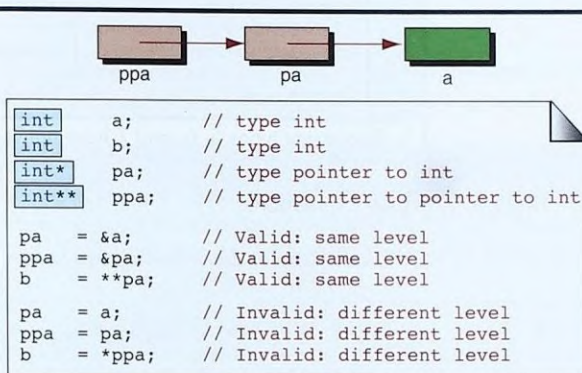 ppa pa a
int a; // type int
int b; // type int
int* pa; // type pointer to int
int** ppa; // type pointer to pointer to int
pa = &a; // Valid: same level
ppa = &pa; // Valid: same level
b = **pa; // Valid: same level
pa = a; // Invalid: different level
ppa = pa; // Invalid: different level
b = *ppa; // Invalid: different level